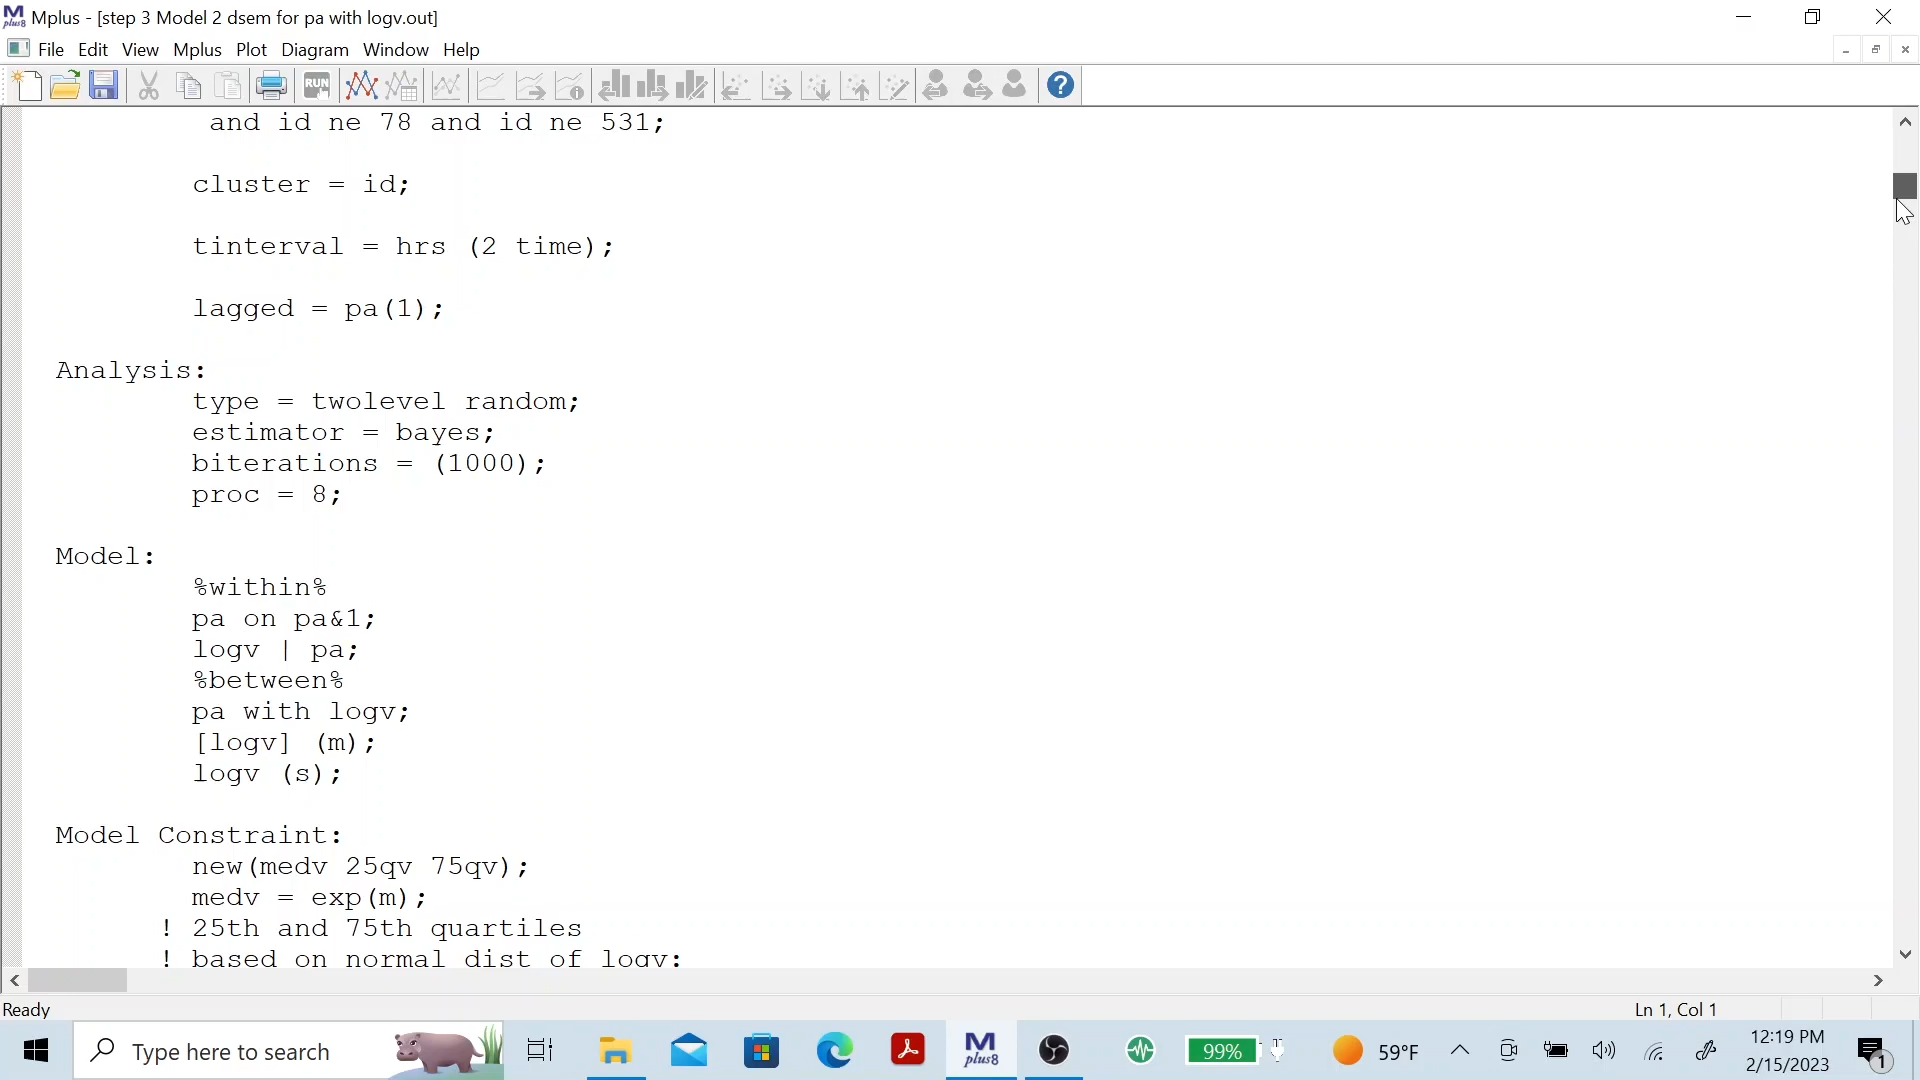 Mplus - [step 3 Model 2 dsem for pa with logv.out]
File Edit View Mplus Plot Diagram Window Help
RUN
and id ne 78 and id ne 531;
cluster = id;
tinterval = hrs (2 time);
lagged = pa(1);
Analysis:
type = twolevel random;
estimator = bayes;
biterations = (1000);
proc = 8;
Model:
%within%
pa on pa&1;
logv | pa;
%between%
pa with logv;
[logv] (m);
logv (s);
Model Constraint:
new(medv 25qv 75qv);
medv = exp(m);
! 25th and 75th quartiles
! based on normal dist of logv:
Ready
Ln 1, Col 1
Type here to search
M plus8
99%
59°F
12:19 PM
2/15/2023
1